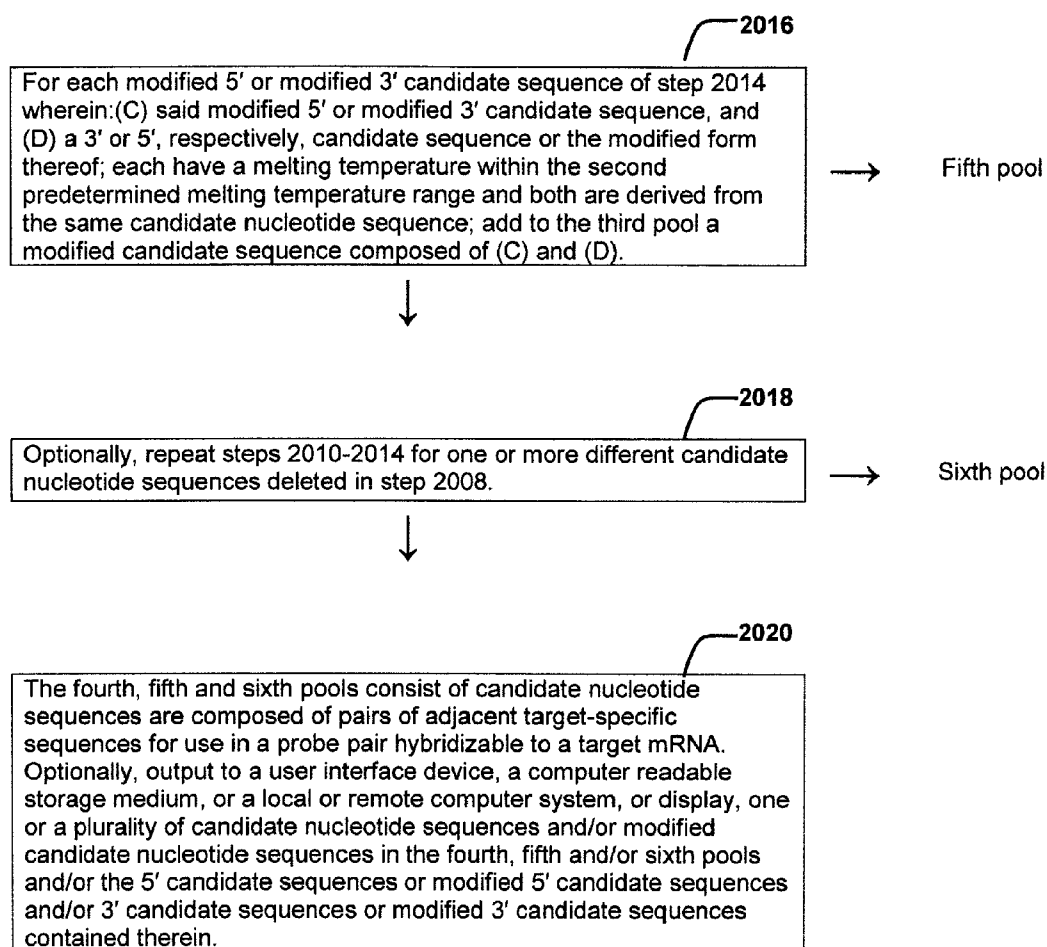 2016
For each modified 5′ or modified 3′ candidate sequence of step 2014
wherein:(C) said modified 5′ or modified 3′ candidate sequence, and
(D) a 3′ or 5′, respectively, candidate sequence or the modified form
thereof; each have a melting temperature within the second
predetermined melting temperature range and both are derived from
the same candidate nucleotide sequence; add to the third pool a
modified candidate sequence composed of (C) and (D).
Fifth pool
2018
Optionally, repeat steps 2010-2014 for one or more different candidate
nucleotide sequences deleted in step 2008.
Sixth pool
2020
The fourth, fifth and sixth pools consist of candidate nucleotide
sequences are composed of pairs of adjacent target-specific
sequences for use in a probe pair hybridizable to a target mRNA.
Optionally, output to a user interface device, a computer readable
storage medium, or a local or remote computer system, or display, one
or a plurality of candidate nucleotide sequences and/or modified
candidate nucleotide sequences in the fourth, fifth and/or sixth pools
and/or the 5′ candidate sequences or modified 5′ candidate sequences
and/or 3′ candidate sequences or modified 3′ candidate sequences
contained therein.